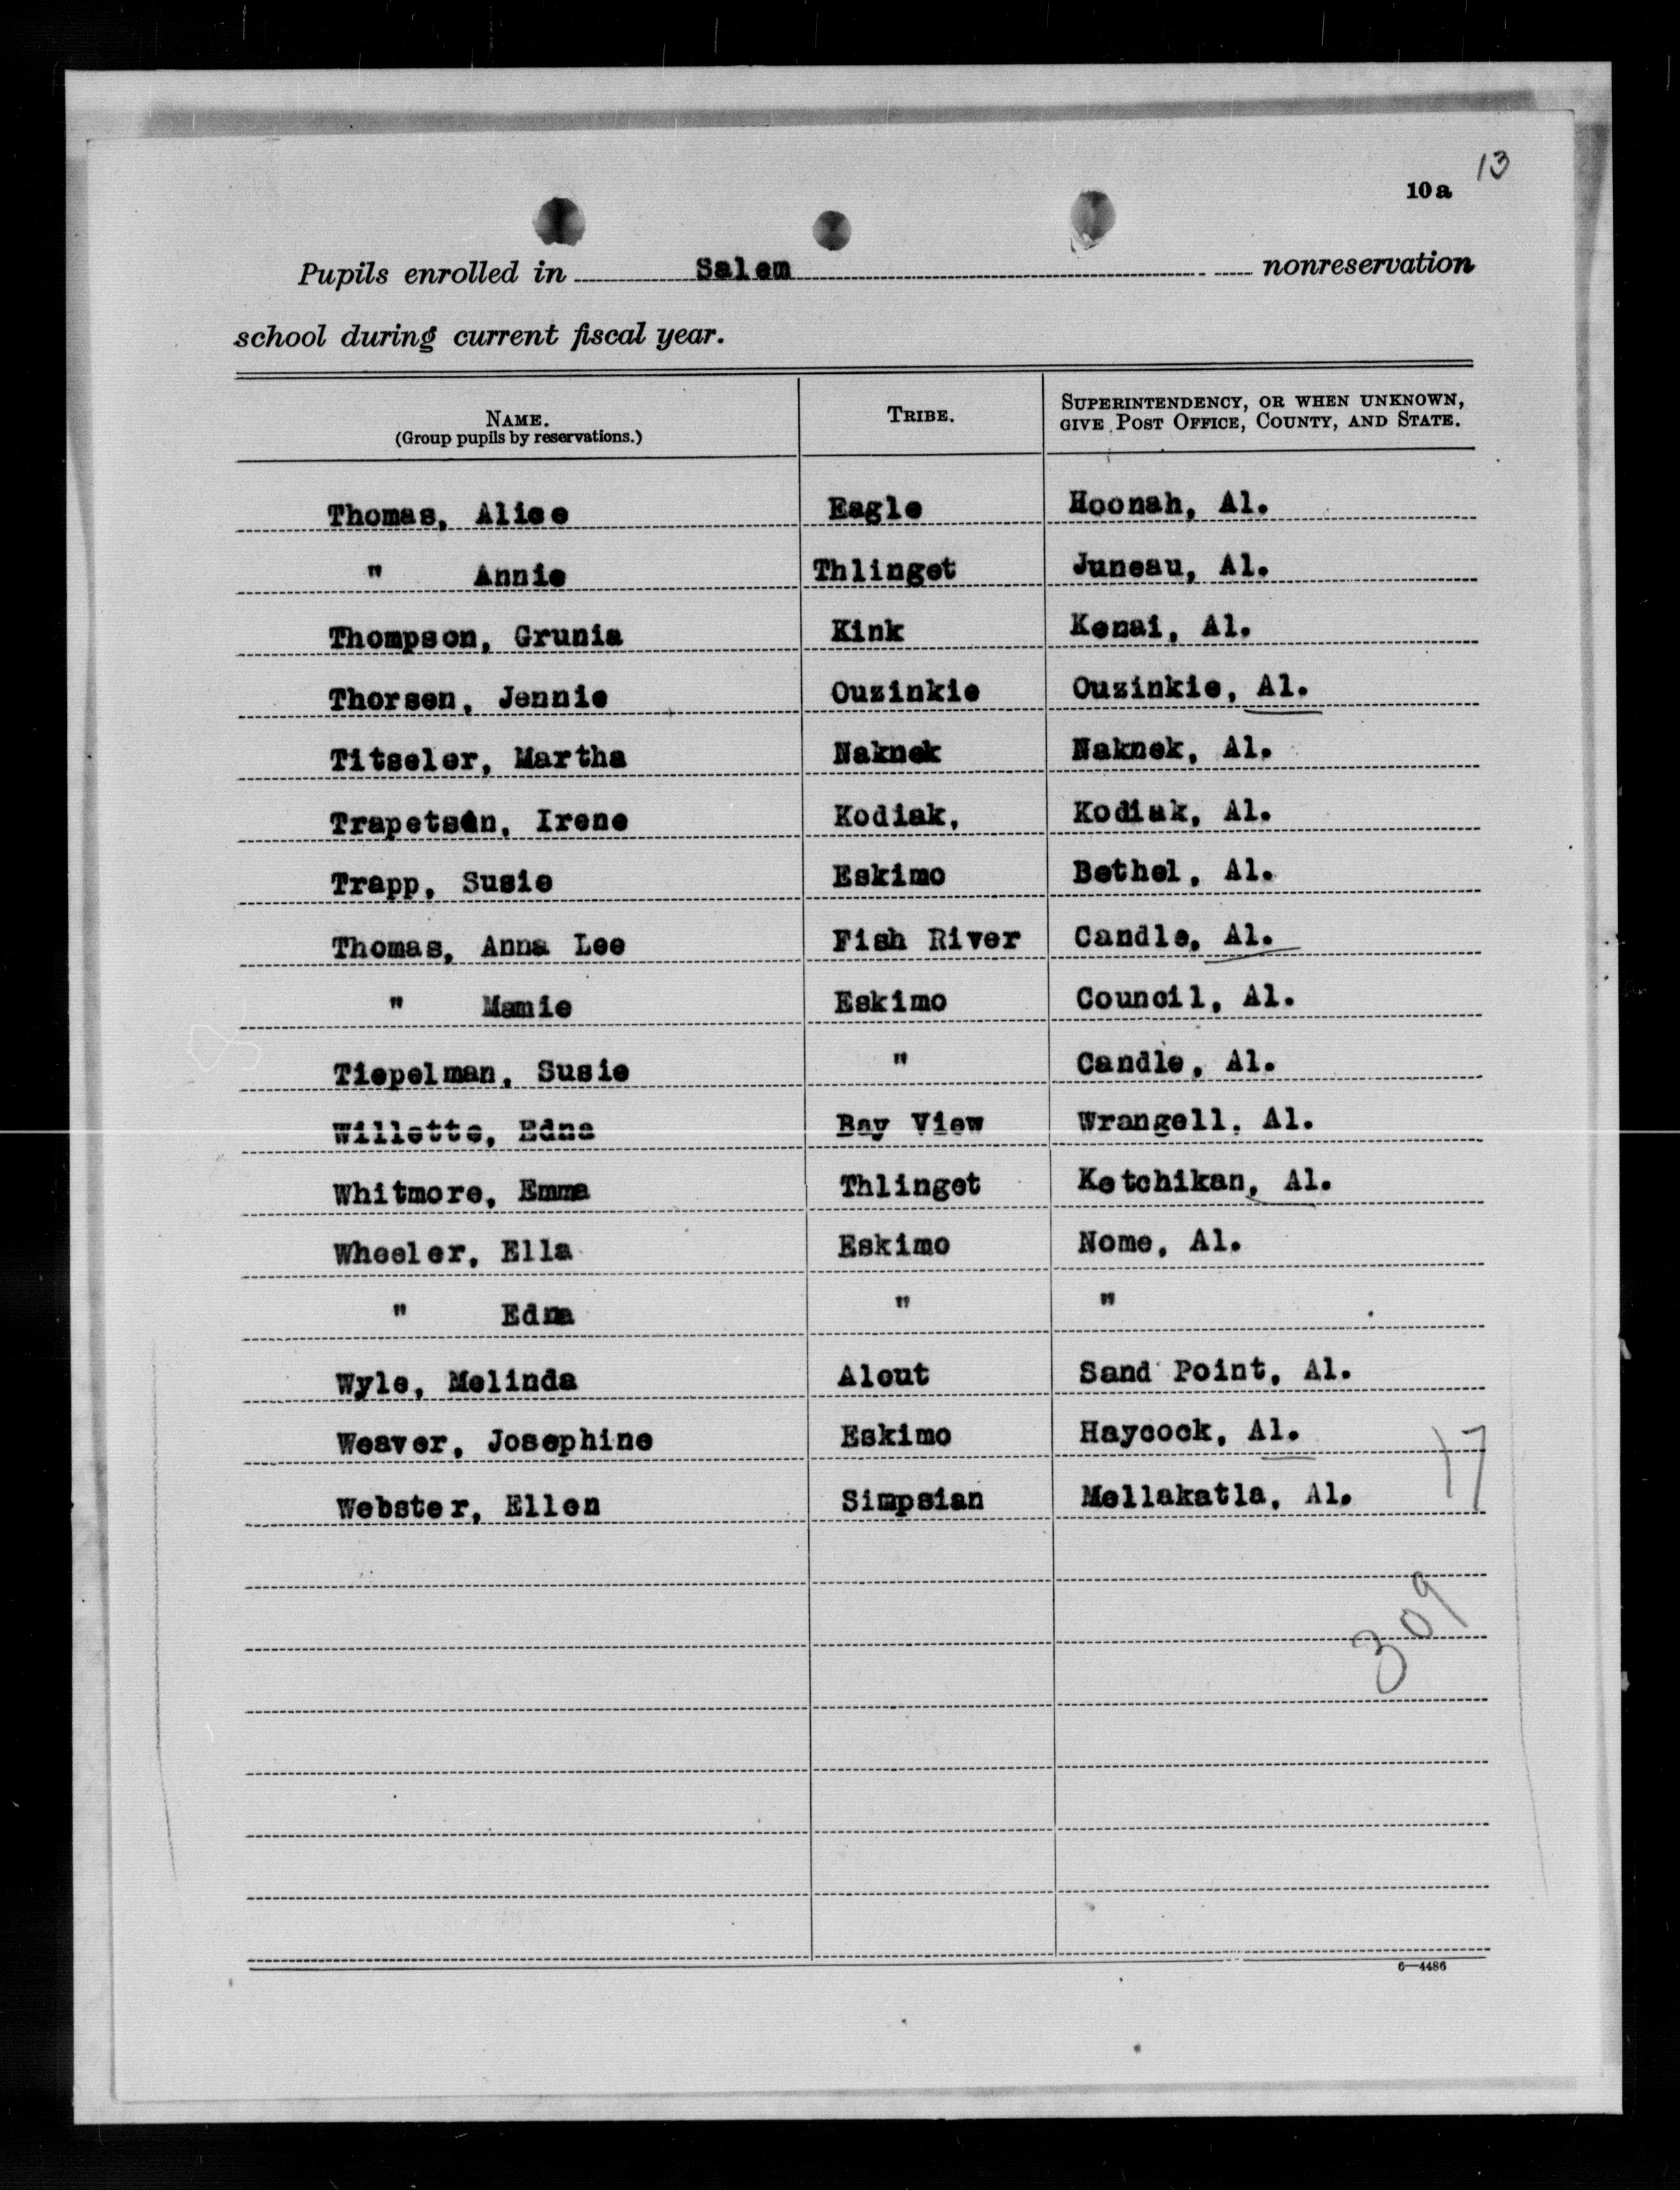 13
10a
Pupils enrolled in Salem nonreservation
school during current fiscal year.
NAME. (Group pupils by reservations.) TRIBE. SUPERINTENDENCY, OR WHEN UNKNOWN, GIVE POST OFFICE, COUNTY, AND STATE.
Thomas, Alice Eagle Hoonah, Al.
" Annie Thlinget Juneau, Al.
Thompson, Grunia Kink Kenai, Al.
Thorsen, Jennie Ouzinkie Ouzinkie, Al.
Titseler, Martha Naknek Naknek, Al.
Irene Kodiak, Kodiak, Al.
Trapp, Susie Eskimo Bethel, Al.
Thomas, Anna Lee Fish River Candle, Al.
" Mamie Eskimo Council, Al.
Tiepelman, Susie " Candle, Al.
Willette, Edna Bay View Wrangell, Al.
Whitmore, Emma Thlinget Ketchikan, Al.
Wheeler, Ella Eskimo Nome, Al.
" Edna " "
Wyle, Melinda Aleut Sand Point, Al.
Weaver, Josephine Eskimo Haycock, Al.
Webster, Ellen Simpsian Mellakatla, Al.
17
309
6—4486